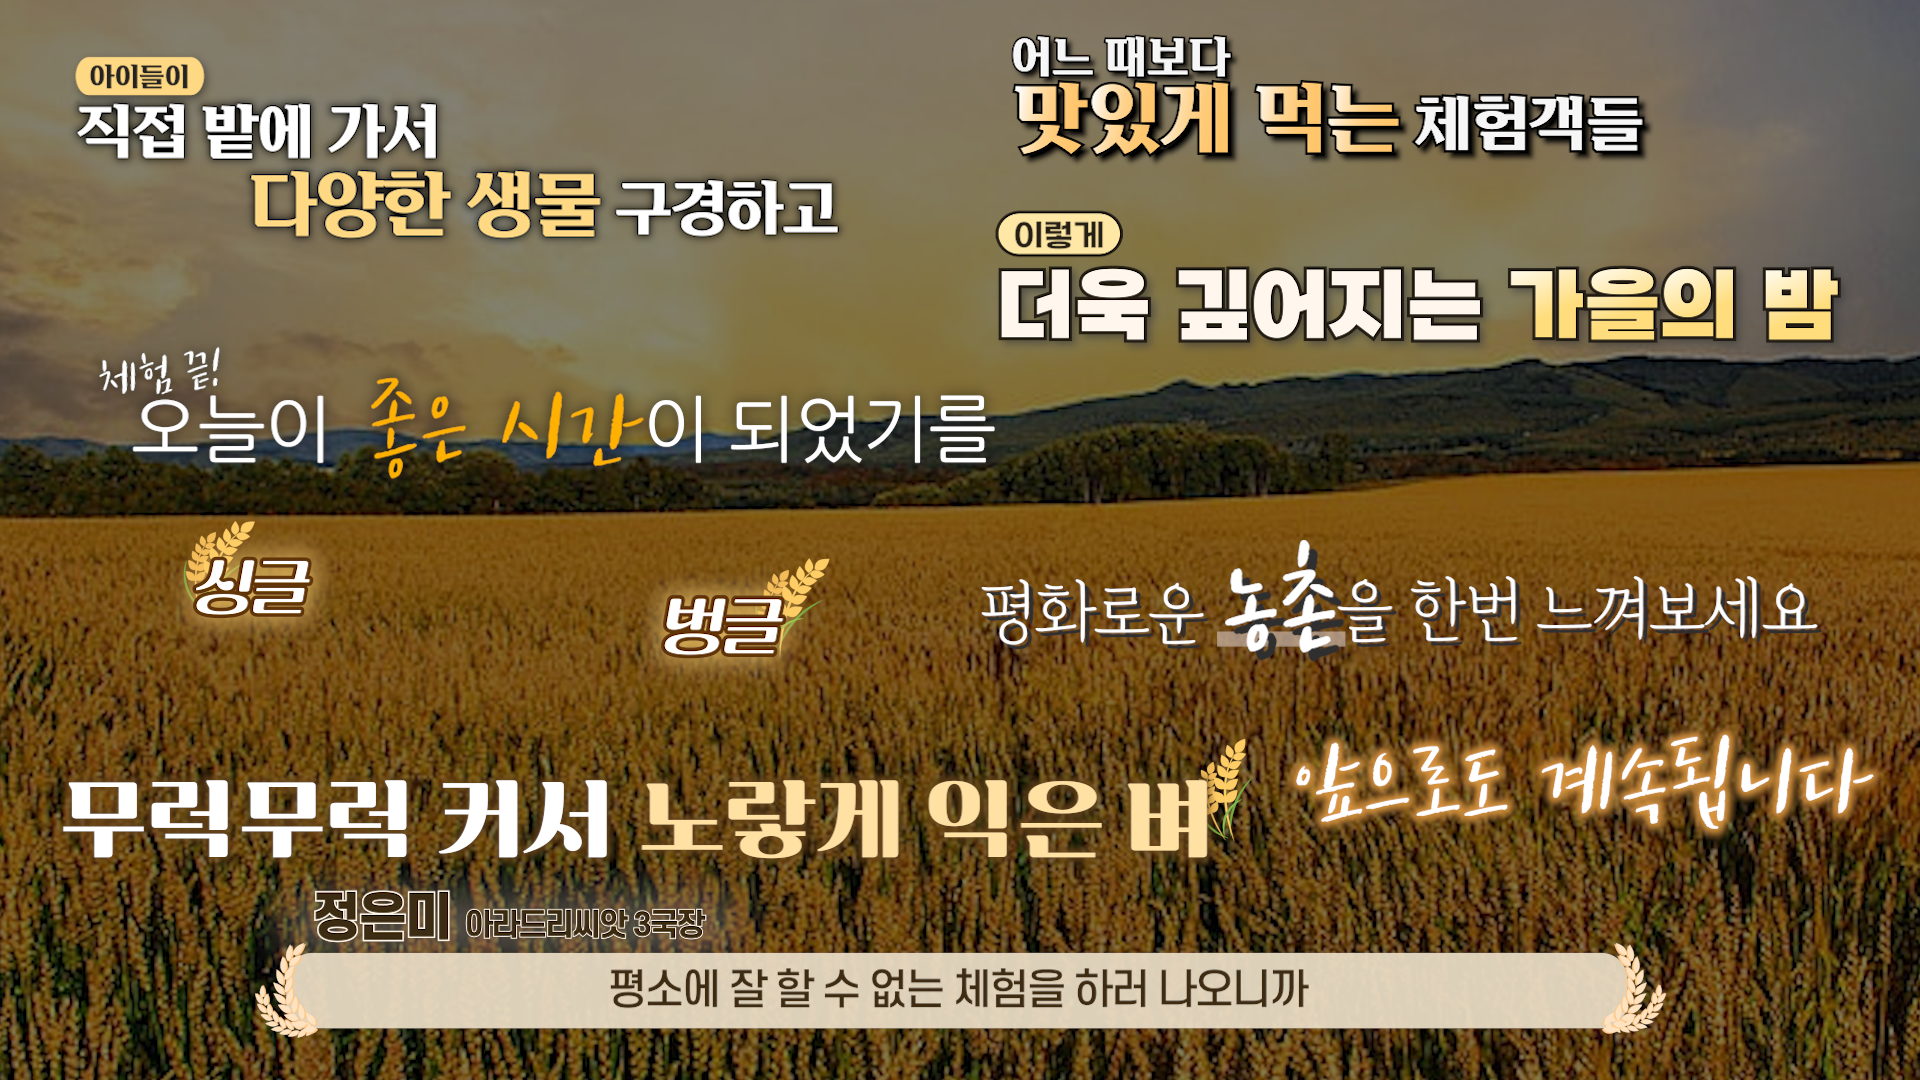 아이들이
직접 밭에 가서
다양한 생물 구경하고
어느 때보다
맛있게 먹는 체험객들
이렇게
더욱 깊어지는 가을의 밤
체험 끝!
오늘이 좋은 시간이 되었기를
싱글
벙글
평화로운 농촌을 한번 느껴보세요
무럭무럭 커서 노랗게 익은 벼
앞으로도 계속됩니다
정은미 아라드리씨앗 3국장
평소에 잘 할 수 없는 체험을 하러 나오니까